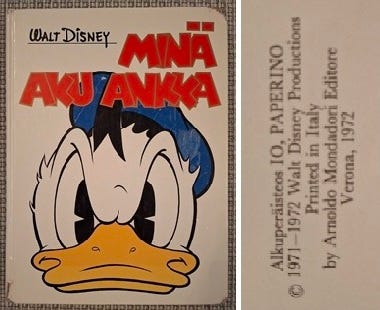 WALT DISNEY
MINÄ
AKU ANKKA
Alkuperäisteos IO, PAPERINO
© 1971-1972 Walt Disney Productions
Printed in Italy
by Arnoldo Mondadori Editore
Verona, 1972